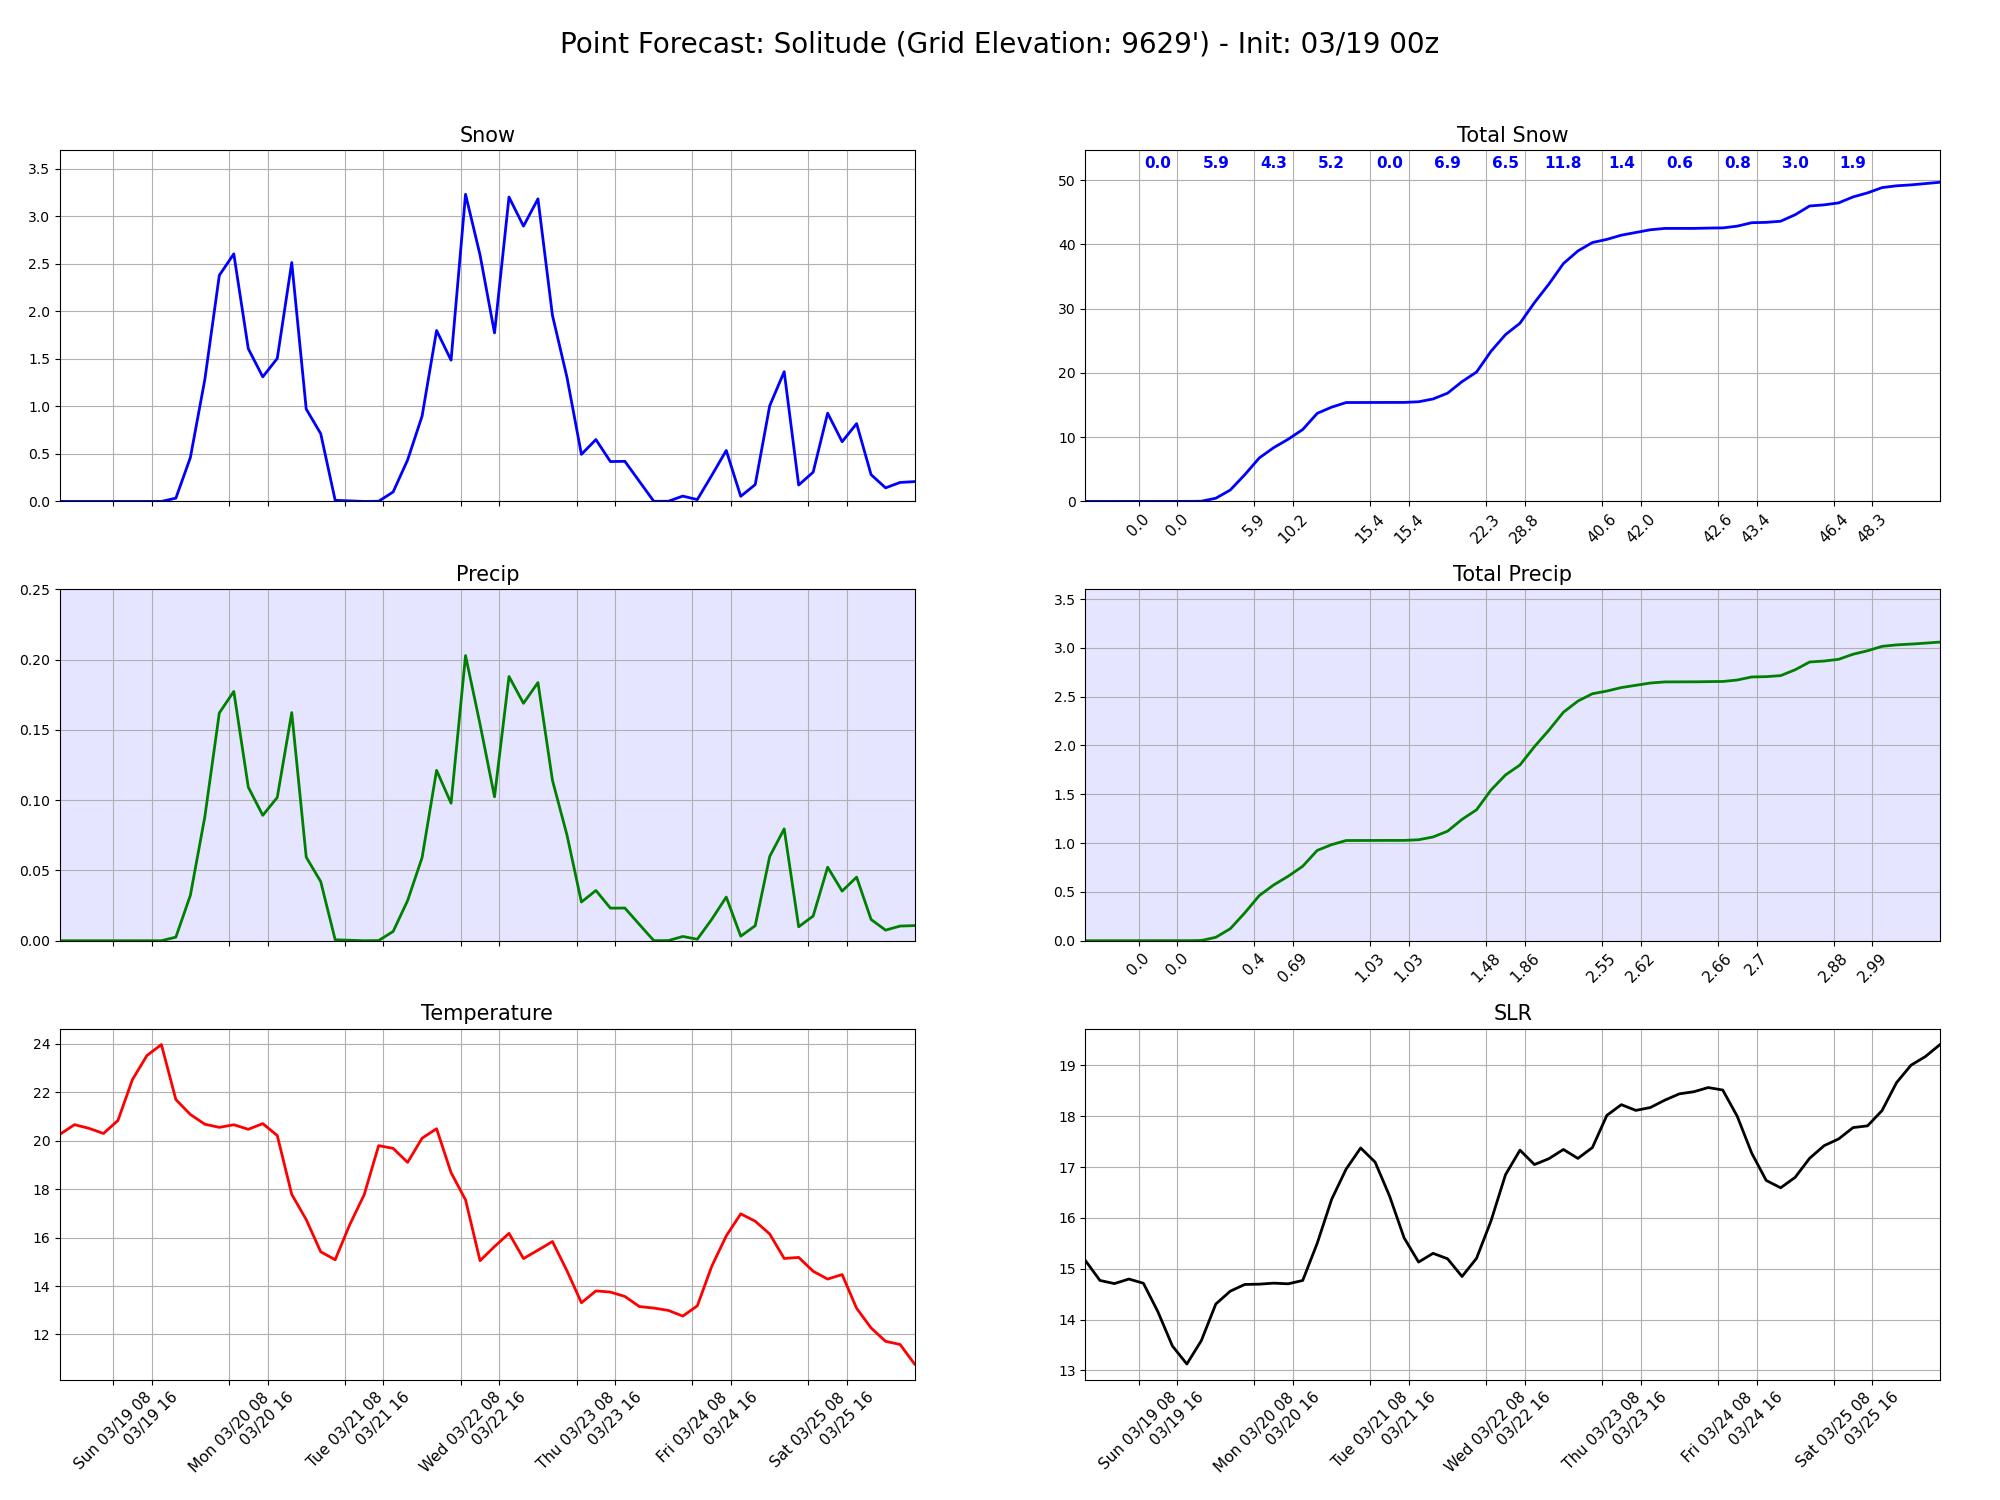 Point Forecast: Solitude (Grid Elevation: 9629') - Init: 03/19 00z
Snow
3.5
3.0
2.5
2.0
1.5
1.0
0.5
0.0
Total Snow
0.0 5.9 4.3 5.2 0.0 6.9 6.5 11.8 1.4 0.6 0.8 3.0 1.9
50
40
30
20
10
0
0.0 0.0 5.9 10.2 15.4 15.4 22.3 28.8 40.6 42.0 42.6 43.4 46.4 48.3
Precip
0.25
0.20
0.15
0.10
0.05
0.00
Total Precip
3.5
3.0
2.5
2.0
1.5
1.0
0.5
0.0
0.0 0.0 0.4 0.69 1.03 1.03 1.48 1.86 2.55 2.62 2.66 2.7 2.88 2.99
Temperature
24
22
20
18
16
14
12
Sun 03/19 08
03/19 16
Mon 03/20 08
03/20 16
Tue 03/21 08
03/21 16
Wed 03/22 08
03/22 16
Thu 03/23 08
03/23 16
Fri 03/24 08
03/24 16
Sat 03/25 08
03/25 16
SLR
19
18
17
16
15
14
13
Sun 03/19 08
03/19 16
Mon 03/20 08
03/20 16
Tue 03/21 08
03/21 16
Wed 03/22 08
03/22 16
Thu 03/23 08
03/23 16
Fri 03/24 08
03/24 16
Sat 03/25 08
03/25 16